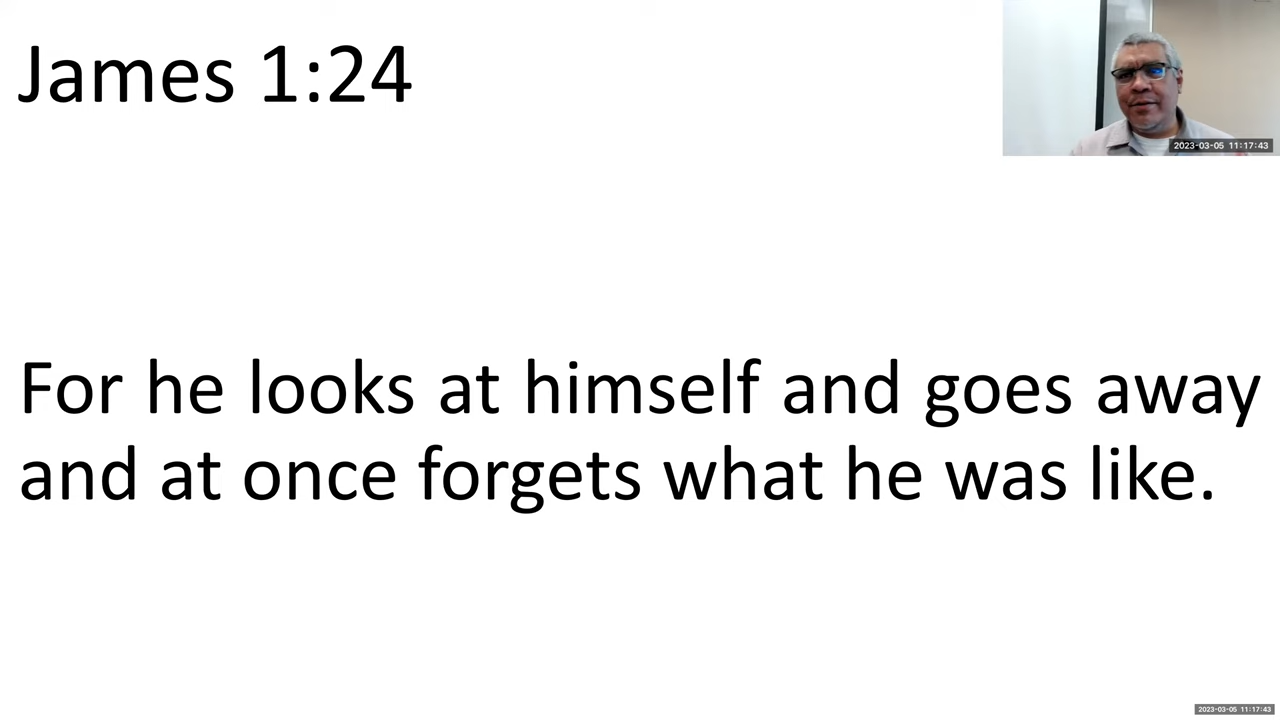 James 1:24
2023-03-05 11:17:43
For he looks at himself and goes away
and at once forgets what he was like.
2023-03-05 11:17:43